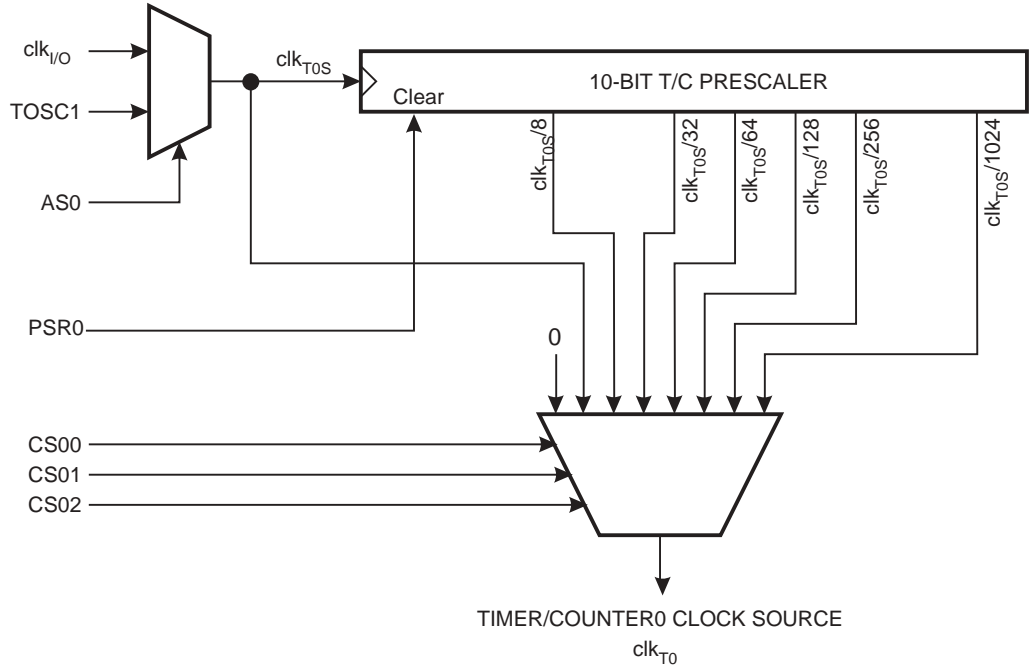 clkI/O
clkT0S
TOSC1
10-BIT T/C PRESCALER
Clear
clkT0S/8
clkT0S/32
clkT0S/64
clkT0S/128
clkT0S/256
clkT0S/1024
AS0
PSR0
0
CS00
CS01
CS02
TIMER/COUNTER0 CLOCK SOURCE
clkT0